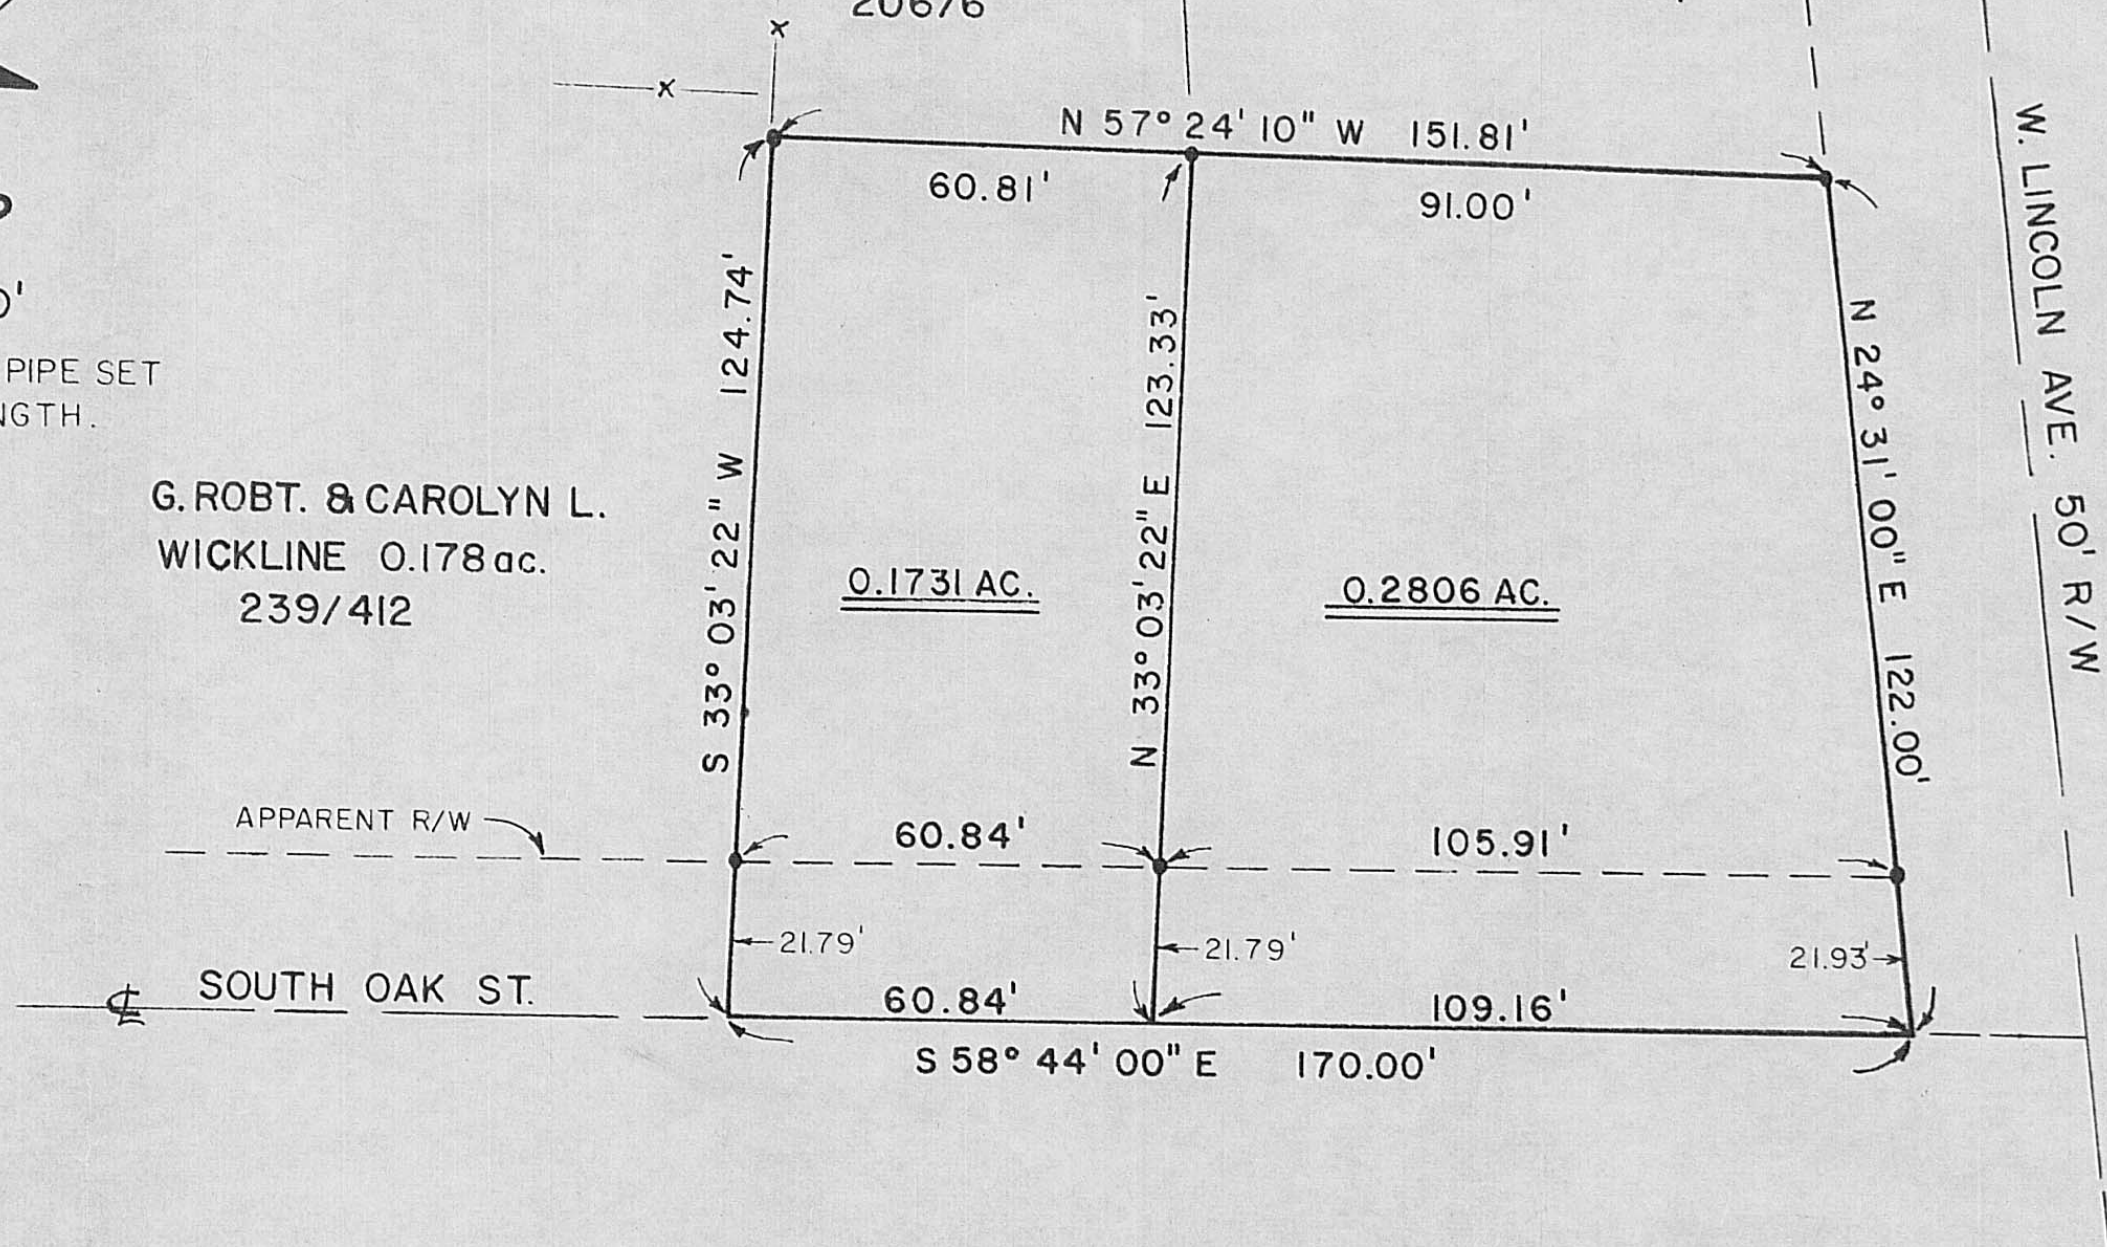 20676
x
x
N 57° 24' 10" W 151.81'
60.81'
91.00'
S 33° 03' 22" W 124.74'
N 33° 03' 22" E 123.33'
N 24° 31' 00" E 122.00'
W. LINCOLN AVE. 50' R/W
PIPE SET
G. ROBT. & CAROLYN L.
WICKLINE 0.178 ac.
239/412
0.1731 AC.
0.2806 AC.
APPARENT R/W
60.84'
105.91'
21.79'
21.79'
21.93'
℄ SOUTH OAK ST.
60.84'
109.16'
S 58° 44' 00" E 170.00'